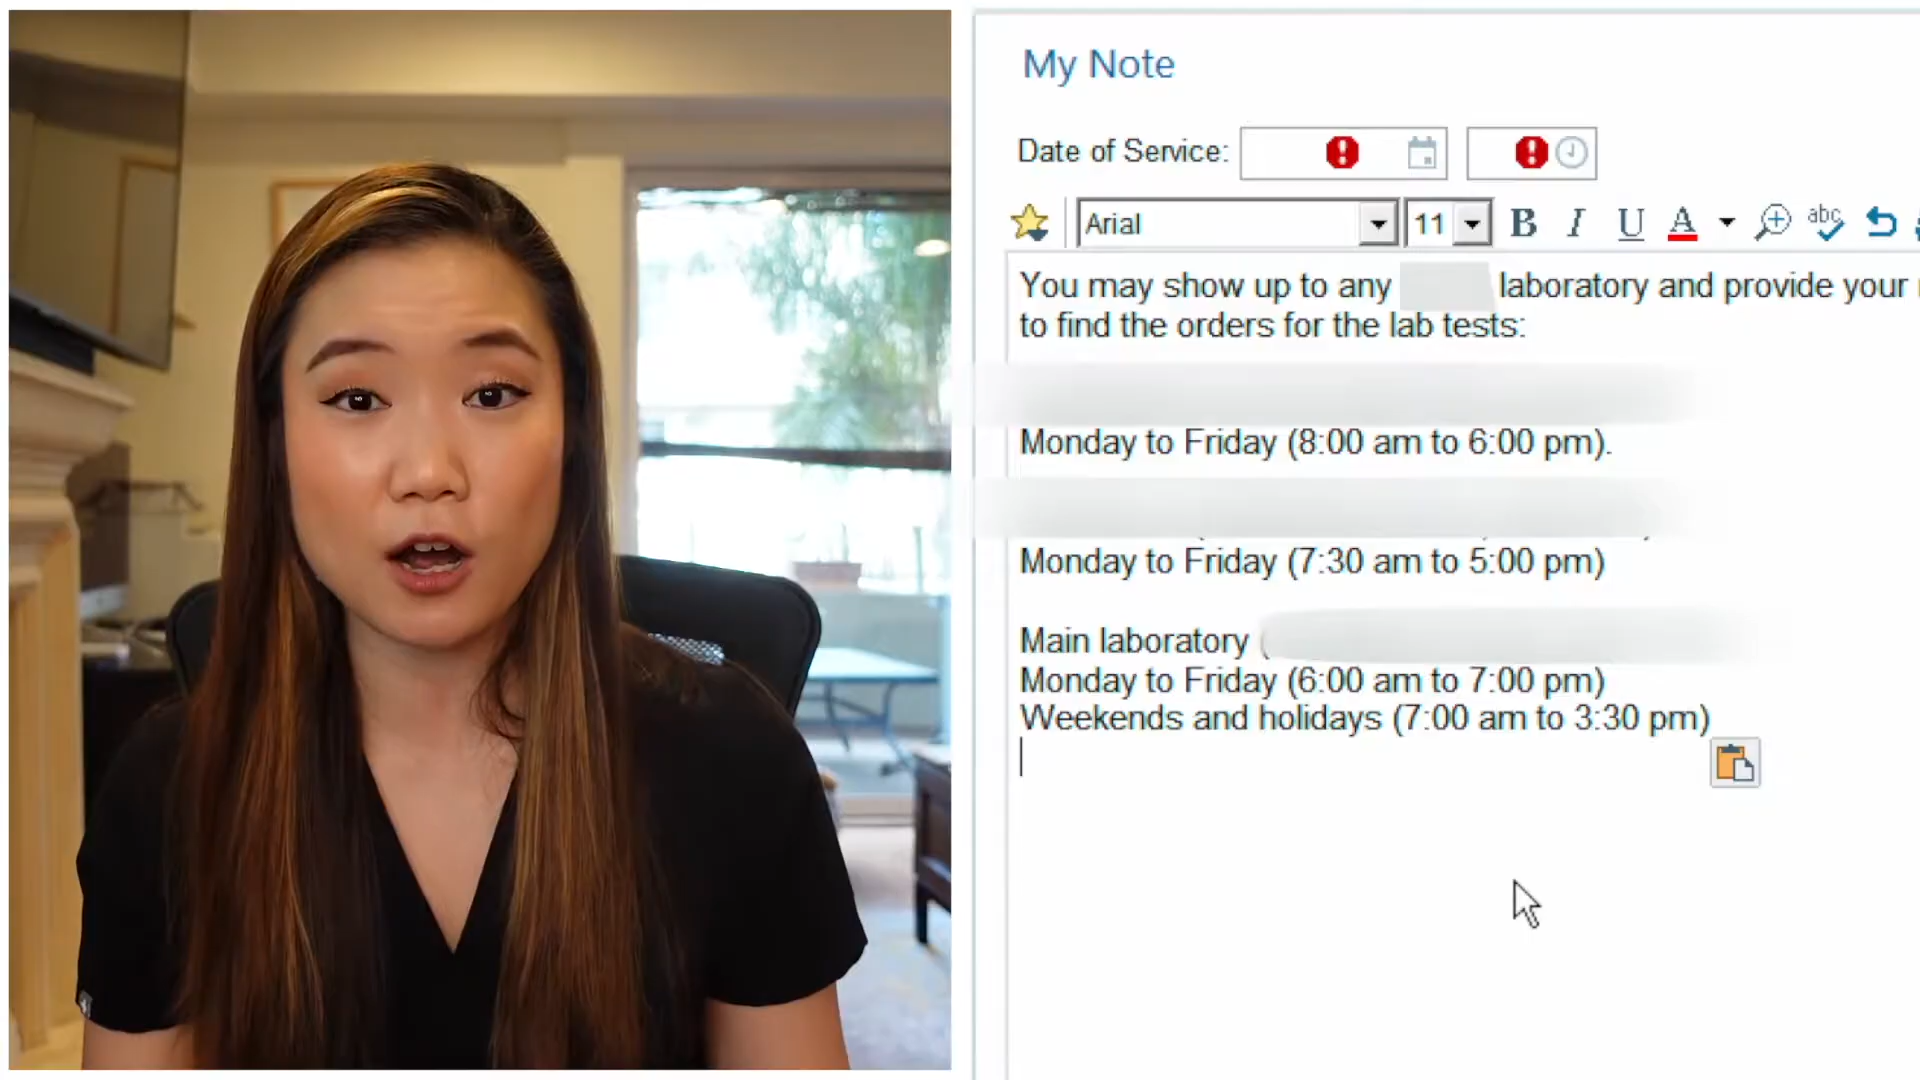 My Note
Date of Service:
Arial
11
B I U A abc
You may show up to any laboratory and provide your
to find the orders for the lab tests:
Monday to Friday (8:00 am to 6:00 pm).
Monday to Friday (7:30 am to 5:00 pm)
Main laboratory (
Monday to Friday (6:00 am to 7:00 pm)
Weekends and holidays (7:00 am to 3:30 pm)